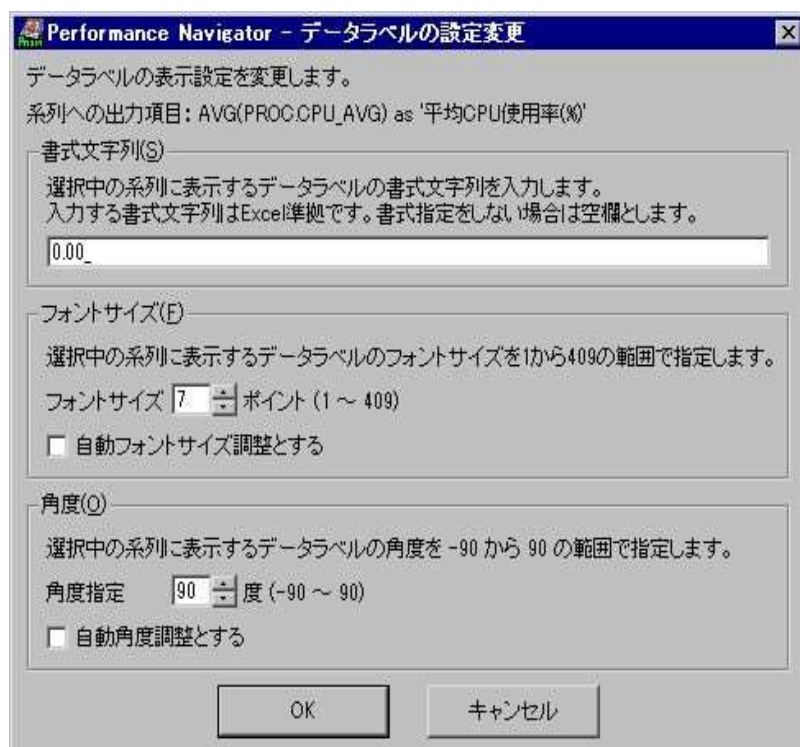 Performance Navigator - データラベルの設定変更
データラベルの表示設定を変更します。
系列への出力項目: AVG(PROC.CPU_AVG) as '平均CPU使用率(%)'
書式文字列(S)
選択中の系列に表示するデータラベルの書式文字列を入力します。
入力する書式文字列はExcel準拠です。書式指定をしない場合は空欄とします。
0.00_
フォントサイズ(F)
選択中の系列に表示するデータラベルのフォントサイズを1から409の範囲で指定します。
フォントサイズ 7 ポイント (1 ～ 409)
自動フォントサイズ調整とする
角度(O)
選択中の系列に表示するデータラベルの角度を -90 から 90 の範囲で指定します。
角度指定 90 度 (-90 ～ 90)
自動角度調整とする
OK キャンセル